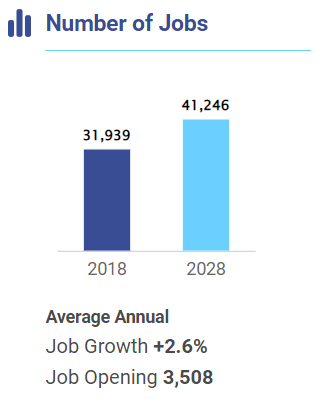 Number of Jobs
41,246
31,939
2018 2028
Average Annual
Job Growth +2.6%
Job Opening 3,508